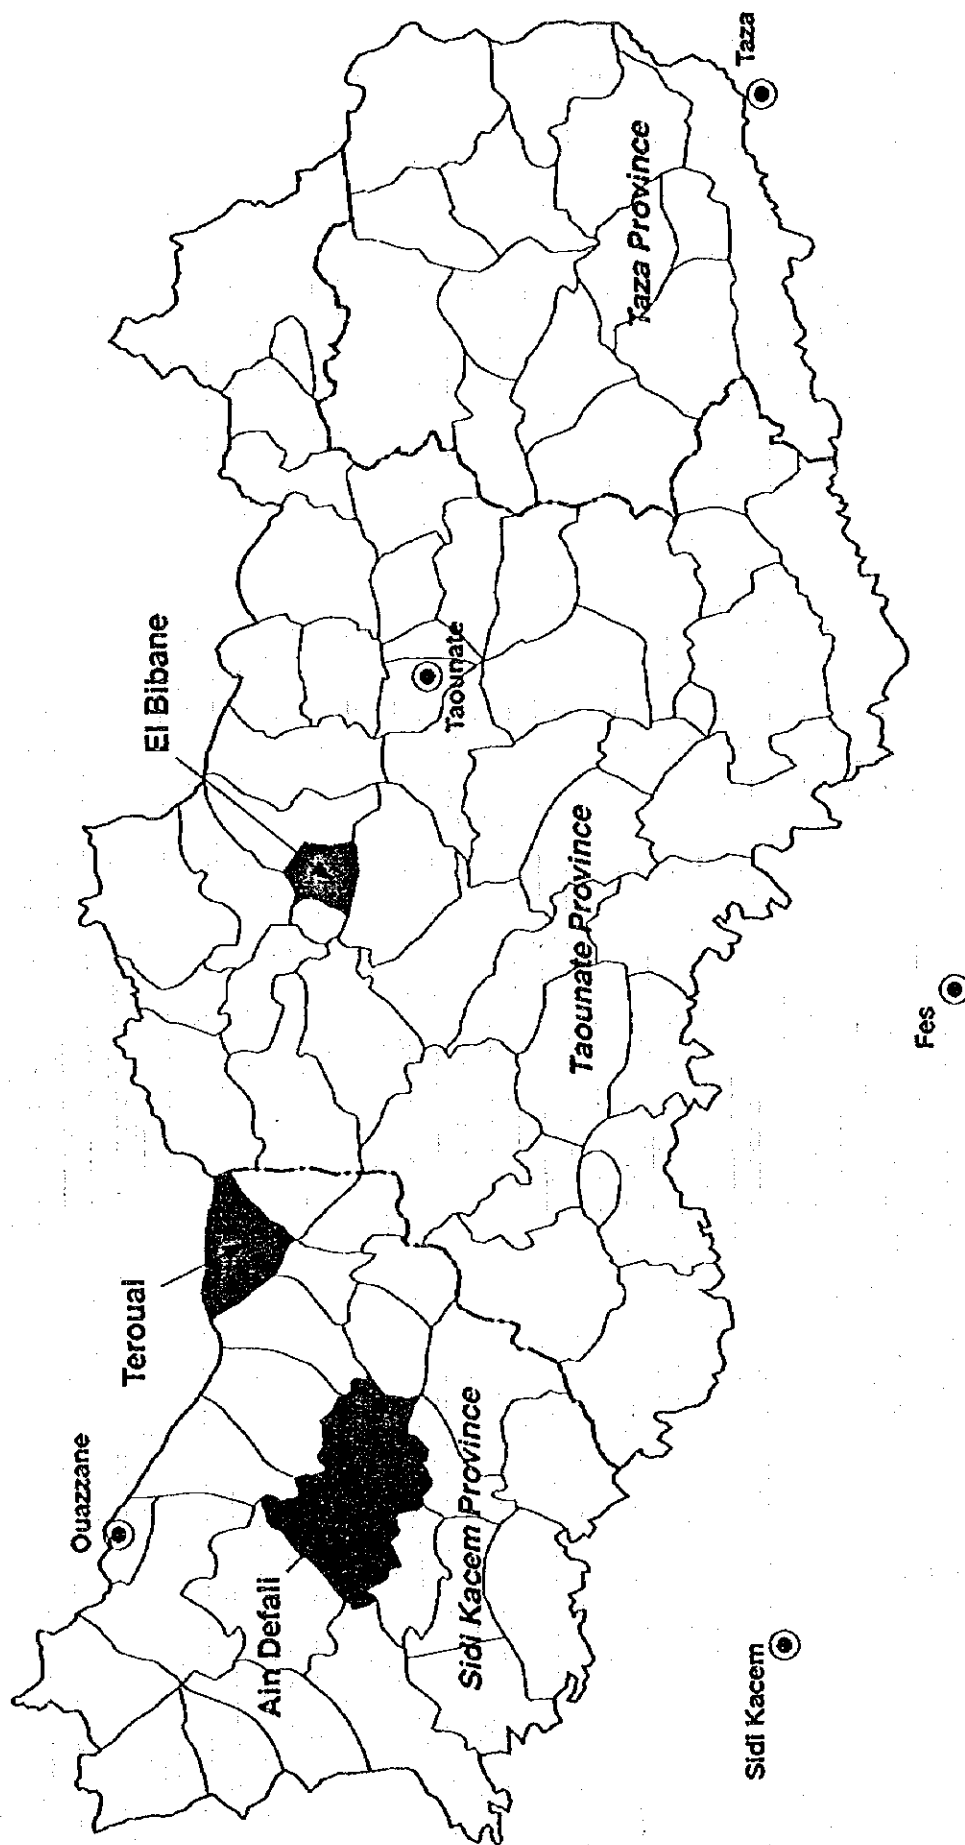 Ouazzane
Teroual
El Bibane
Ain Defali
Taounate
Taza
Sidi Kacem Province
Taounate Province
Taza Province
Sidi Kacem
Fes